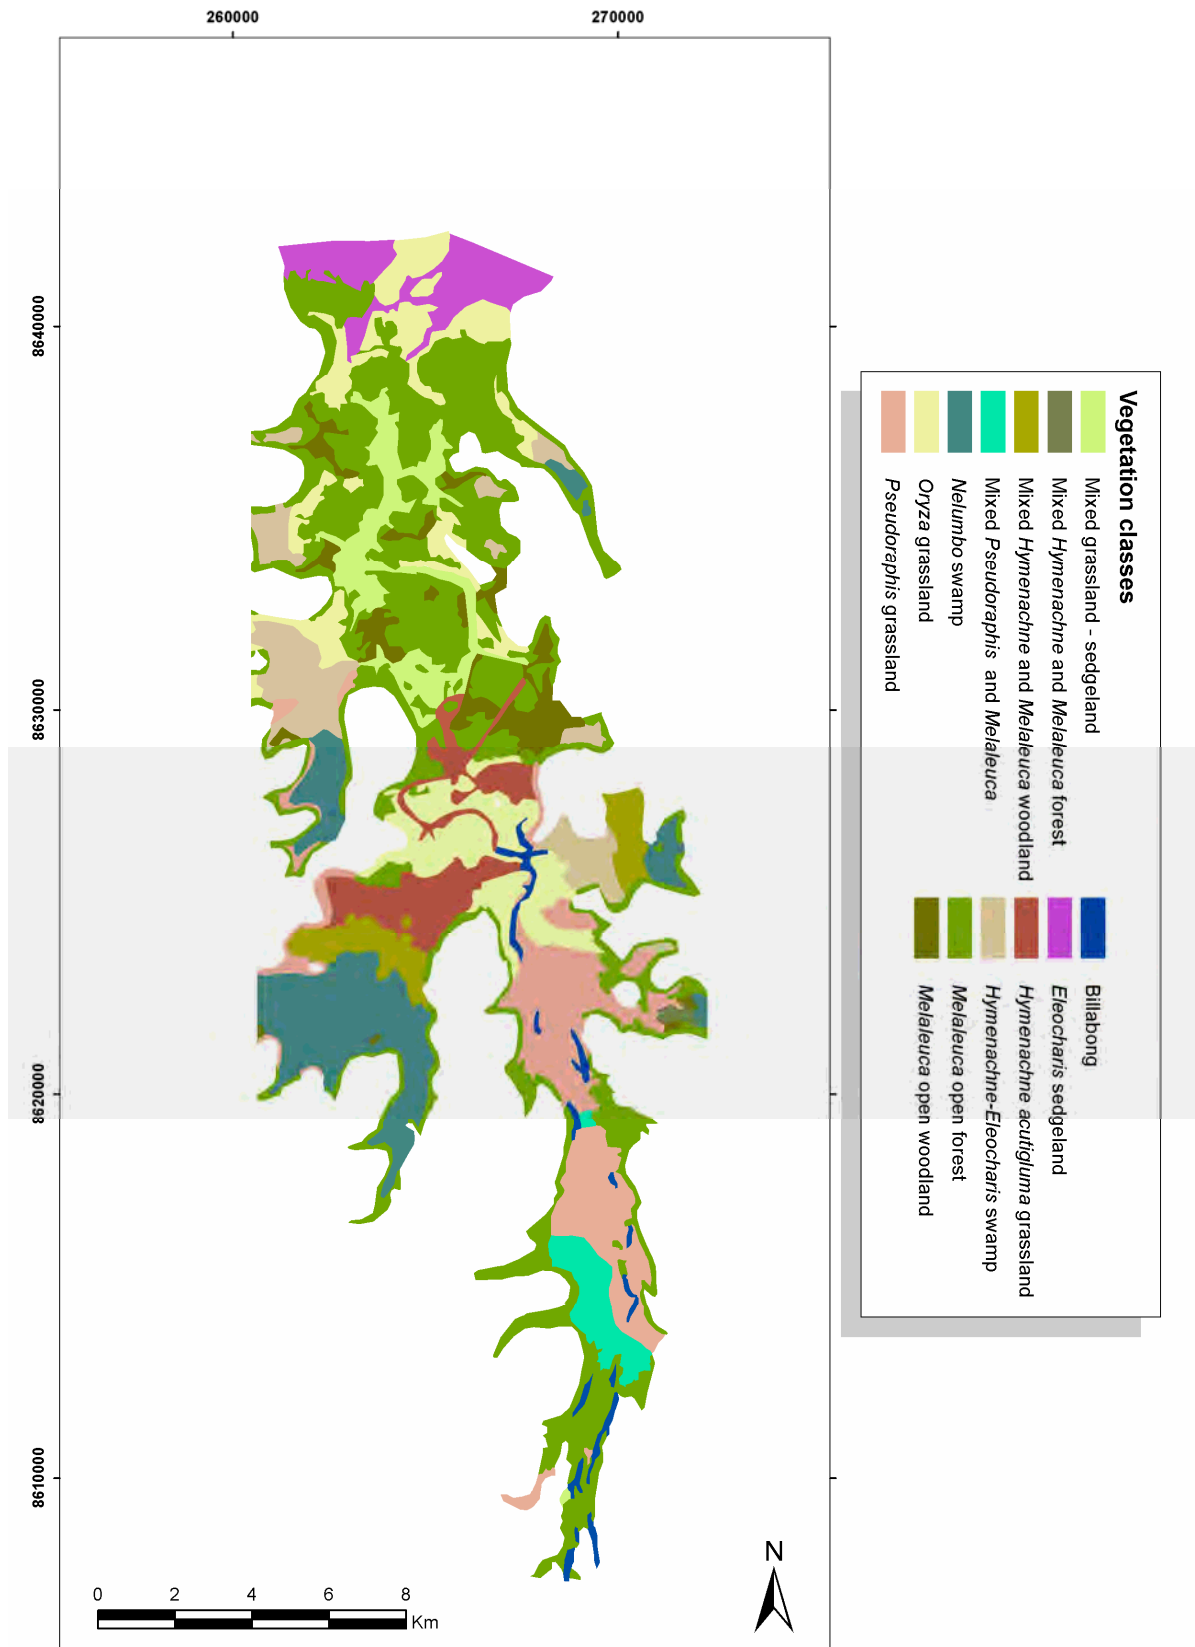 260000
270000
8640000
8630000
8620000
8610000
Vegetation classes
Mixed grassland - sedgeland
Mixed Hymenachne and Melaleuca forest
Mixed Hymenachne and Melaleuca woodland
Mixed Pseudoraphis and Melaleuca
Nelumbo swamp
Oryza grassland
Pseudoraphis grassland
Billabong
Eleocharis sedgeland
Hymenachne acutigluma grassland
Hymenachne-Eleocharis swamp
Melaleuca open forest
Melaleuca open woodland
N
0 2 4 6 8
Km